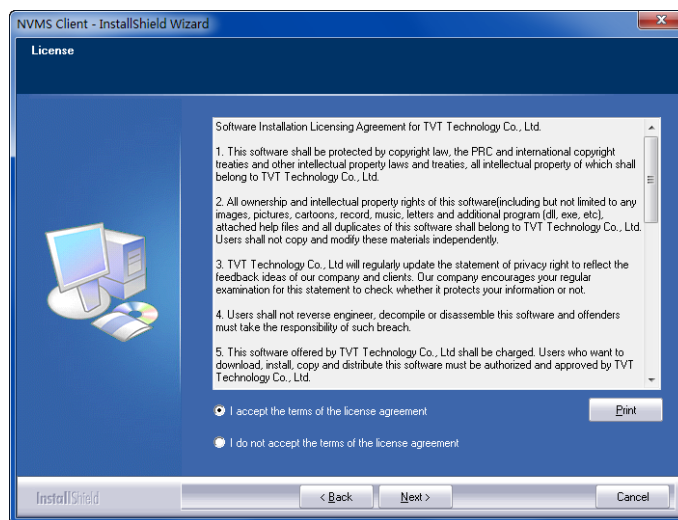 NVMS Client - InstallShield Wizard
License
Software Installation Licensing Agreement for TVT Technology Co., Ltd.
1. This software shall be protected by copyright law, the PRC and international copyright
treaties and other intellectual property laws and treaties, all intellectual property of which shall
belong to TVT Technology Co., Ltd.
2. All ownership and intellectual property rights of this software(including but not limited to any
images, pictures, cartoons, record, music, letters and additional program (dll, exe, etc),
attached help files and all duplicates of this software shall belong to TVT Technology Co., Ltd.
Users shall not copy and modify these materials independently.
3. TVT Technology Co., Ltd will regularly update the statement of privacy right to reflect the
feedback ideas of our company and clients. Our company encourages your regular
examination for this statement to check whether it protects your information or not.
4. Users shall not reverse engineer, decompile or disassemble this software and offenders
must take the responsibility of such breach.
5. This software offered by TVT Technology Co., Ltd shall be charged. Users who want to
download, install, copy and distribute this software must be authorized and approved by TVT
Technology Co., Ltd.
I accept the terms of the license agreement
Print
I do not accept the terms of the license agreement
InstallShield
< Back
Next >
Cancel